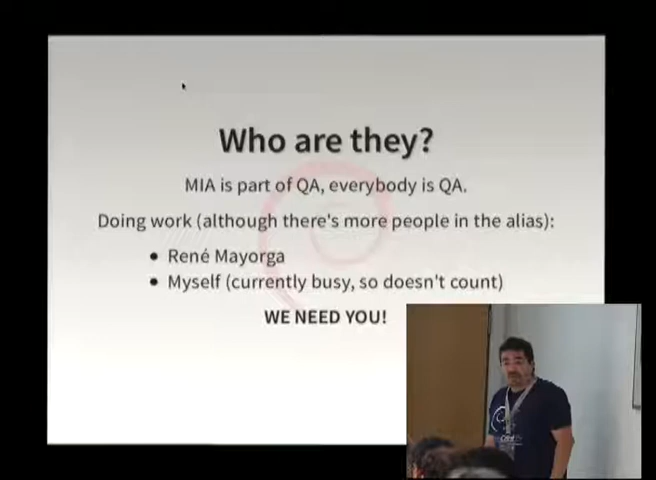 Who are they?
MIA is part of QA, everybody is QA.
Doing work (although there's more people in the alias):
René Mayorga
Myself (currently busy, so doesn't count)
WE NEED YOU!